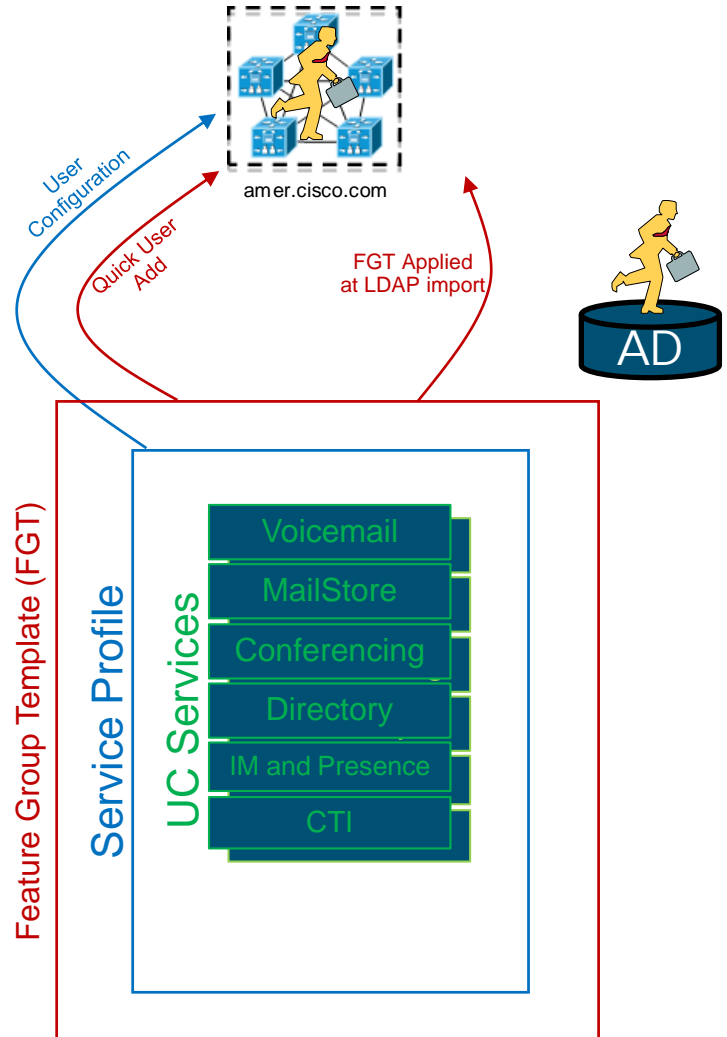 amer.cisco.com
User
Configuration
Quick User
Add
FGT Applied
at LDAP import
AD
Feature Group Template (FGT)
Service Profile
UC Services
Voicemail
MailStore
Conferencing
Directory
IM and Presence
CTI